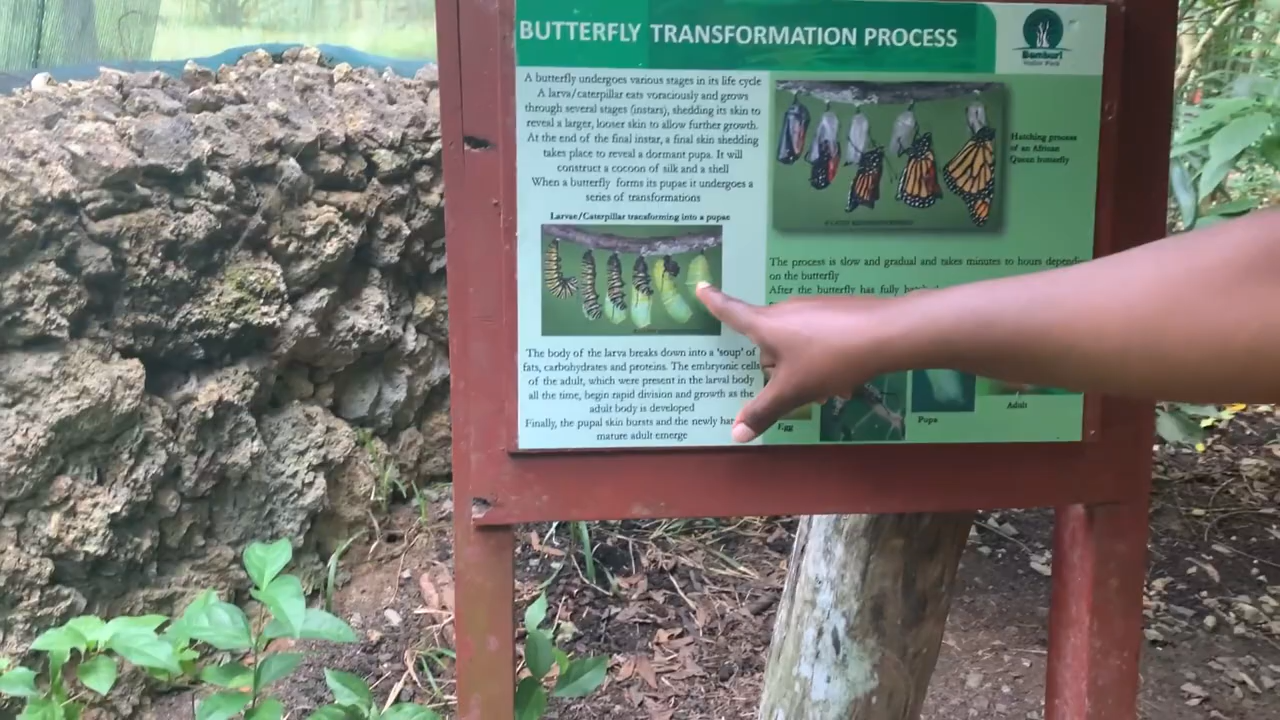 BUTTERFLY TRANSFORMATION PROCESS
Bamburi
Haller Park
A butterfly undergoes various stages in its life cycle
A larva/caterpillar eats voraciously and grows
through several stages (instars), shedding its skin to
reveal a larger, looser skin to allow further growth.
At the end of the final instar, a final skin shedding
takes place to reveal a dormant pupa. It will
construct a cocoon of silk and a shell
When a butterfly forms its pupae it undergoes a
series of transformations
Larvae/Caterpillar transforming into a pupae
The body of the larva breaks down into a 'soup' of
fats, carbohydrates and proteins. The embryonic cells
of the adult, which were present in the larval body
all the time, begin rapid division and growth as the
adult body is developed
Finally, the pupal skin bursts and the newly
mature adult emerge
Hatching process
of an African
Queen butterfly
The process is slow and gradual and takes minutes to hours
on the butterfly
After the butterfly has fully
Egg
Pupa
Adult